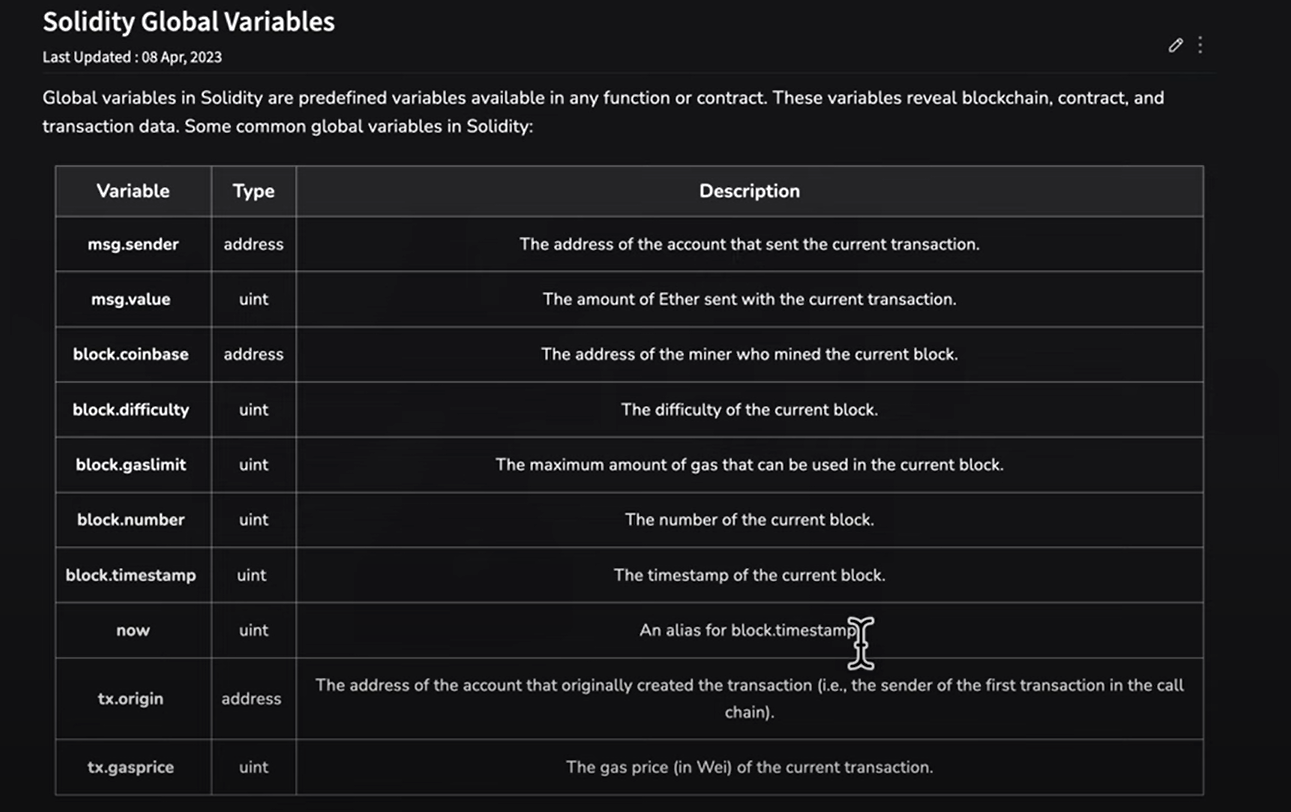 Solidity Global Variables
Last Updated : 08 Apr, 2023
Global variables in Solidity are predefined variables available in any function or contract. These variables reveal blockchain, contract, and
transaction data. Some common global variables in Solidity:
Variable Type Description
msg.sender address The address of the account that sent the current transaction.
msg.value uint The amount of Ether sent with the current transaction.
block.coinbase address The address of the miner who mined the current block.
block.difficulty uint The difficulty of the current block.
block.gaslimit uint The maximum amount of gas that can be used in the current block.
block.number uint The number of the current block.
block.timestamp uint The timestamp of the current block.
now uint An alias for block.timestamp
tx.origin address The address of the account that originally created the transaction (i.e., the sender of the first transaction in the call
chain).
tx.gasprice uint The gas price (in Wei) of the current transaction.